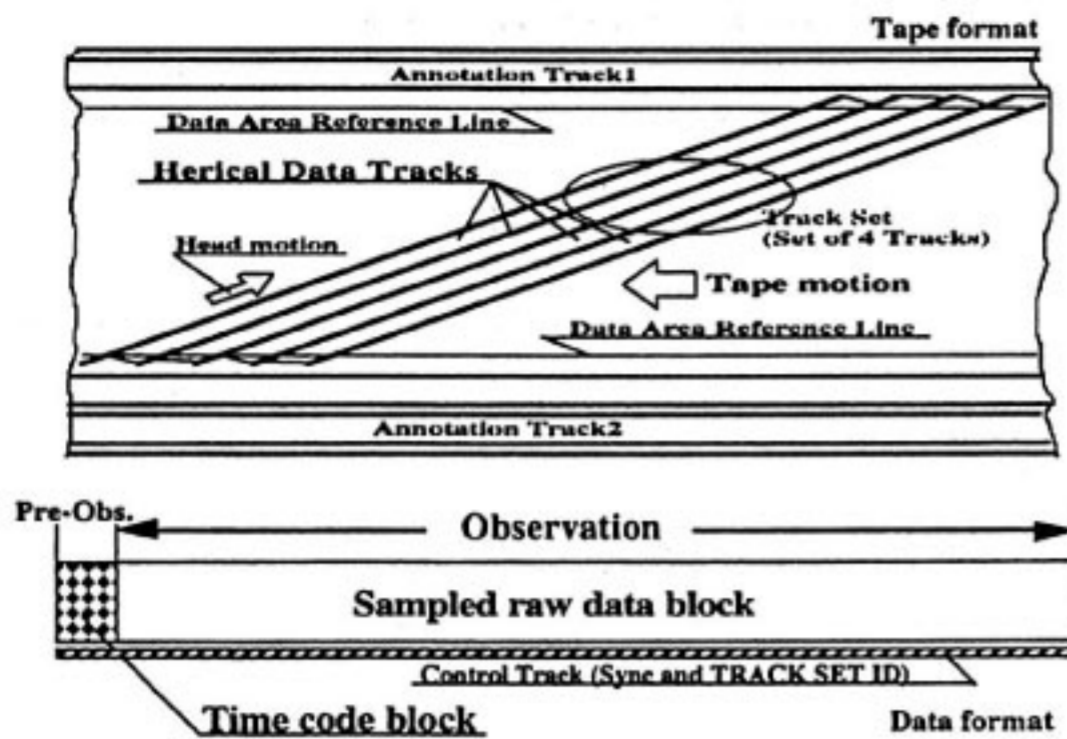 Tape format
Annotation Track1
Data Area Reference Line
Herical Data Tracks
Track Set
(Set of 4 Tracks)
Head motion
Tape motion
Data Area Reference Line
Annotation Track2
Pre-Obs.
Observation
Sampled raw data block
Control Track (Sync and TRACK SET ID)
Time code block
Data format